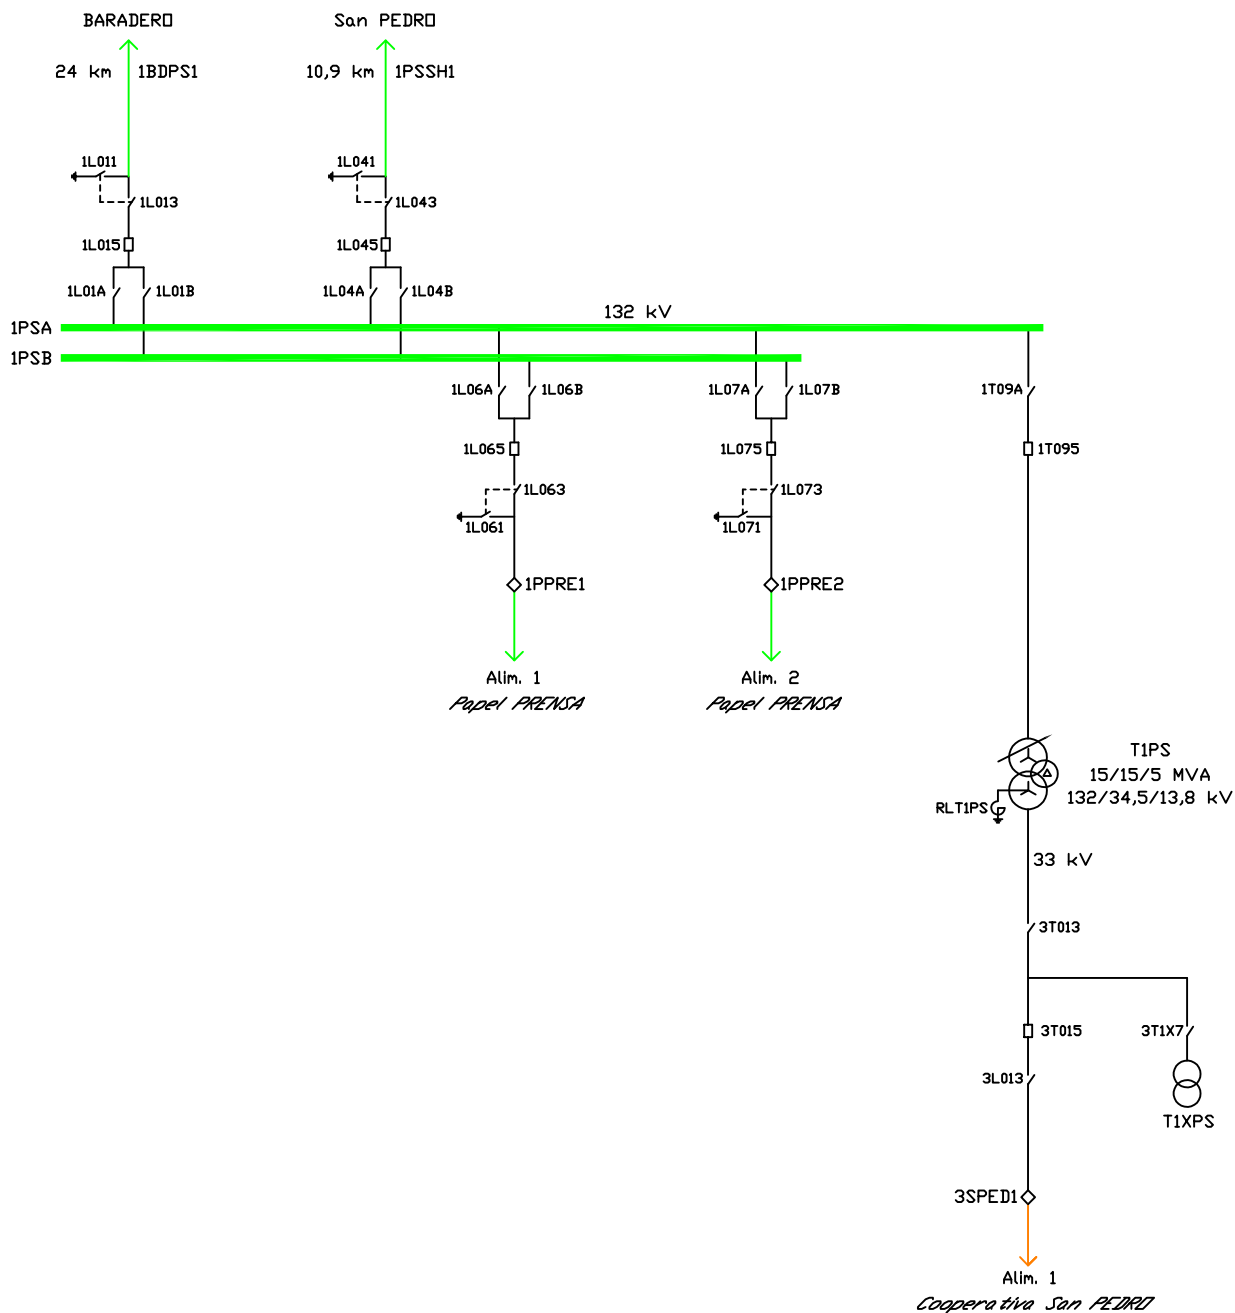 BARADERO
San PEDRO
24 km
1BDPS1
10,9 km
1PSSH1
1L011
1L041
1L013
1L043
1L015
1L045
1L01A
1L01B
1L04A
1L04B
132 kV
1PSA
1PSB
1L06A
1L06B
1L07A
1L07B
1T09A
1L065
1L075
1T095
1L063
1L073
1L061
1L071
1PPRE1
1PPRE2
Alim. 1
Papel PRENSA
Alim. 2
Papel PRENSA
T1PS
15/15/5 MVA
132/34,5/13,8 kV
RLT1PS
33 kV
3T013
3T015
3T1X7
3L013
T1XPS
3SPED1
Alim. 1
Cooperativa San PEDRO